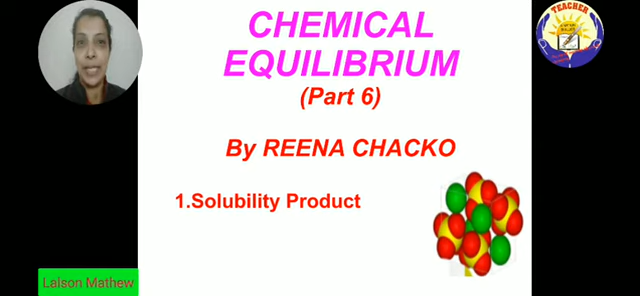 CHEMICAL
EQUILIBRIUM
(Part 6)
By REENA CHACKO
1.Solubility Product
TEACHER
Lalson Mathew